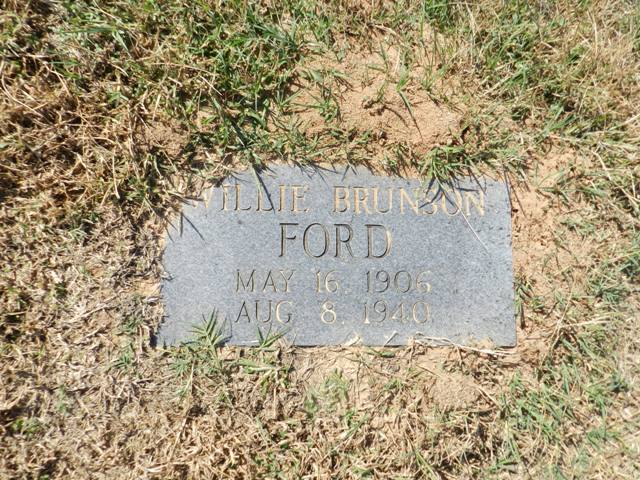 WILLIE BRUNSON
FORD
MAY 16, 1906
AUG 8, 1940